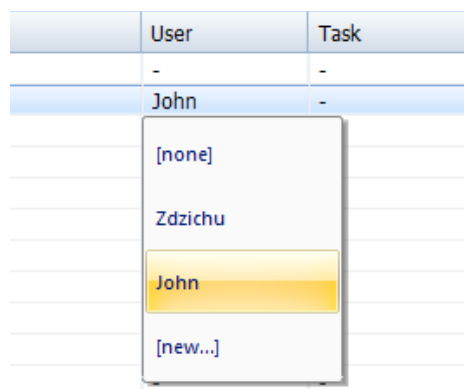 User Task
- -
John -
[none]
Zdzichu
John
[new...]
- -